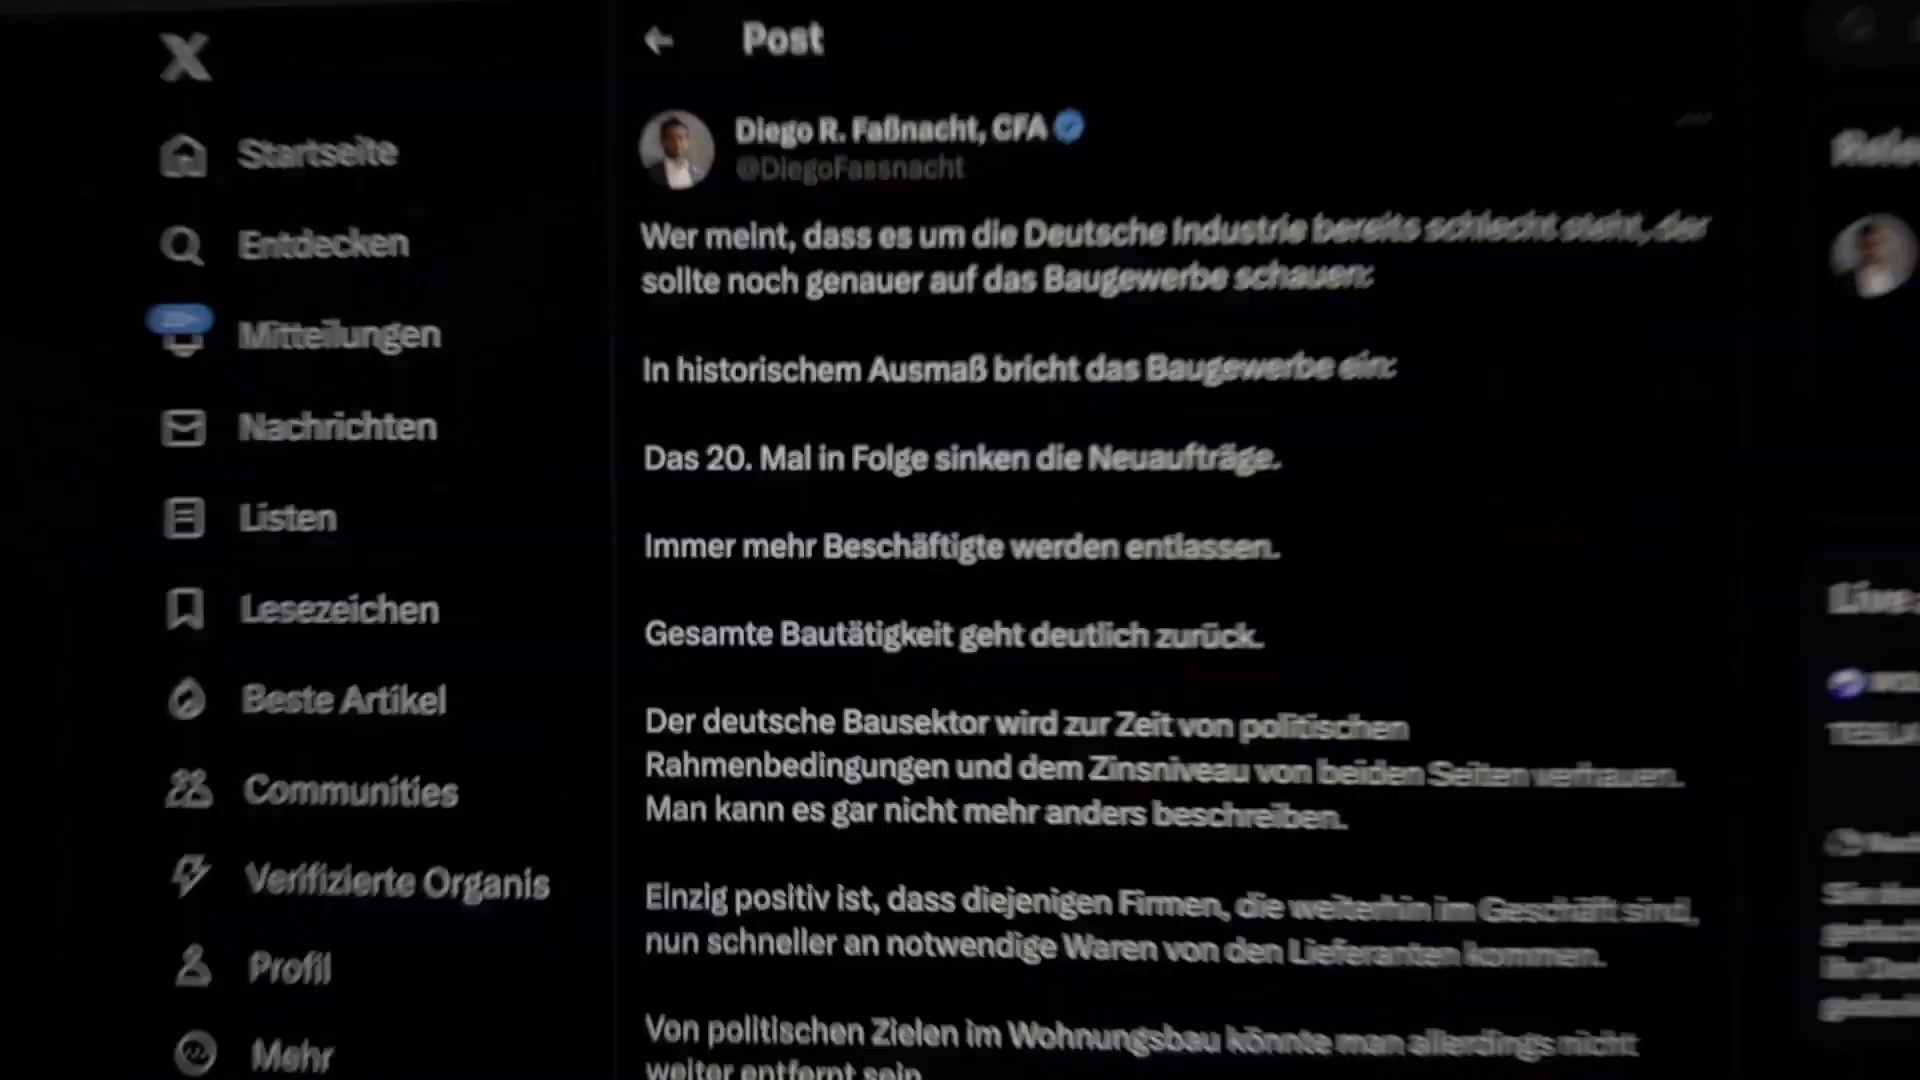 X
Startseite
Entdecken
Mitteilungen
Nachrichten
Listen
Lesezeichen
Beste Artikel
Communities
Verifizierte Organis
Profil
Mehr
Post
Diego R. Faßnacht, CFA
@DiegoFassnacht
Wer meint, dass es um die Deutsche Industrie bereits schlecht steht, der
sollte noch genauer auf das Baugewerbe schauen:
In historischem Ausmaß bricht das Baugewerbe ein:
Das 20. Mal in Folge sinken die Neuaufträge.
Immer mehr Beschäftigte werden entlassen.
Gesamte Bautätigkeit geht deutlich zurück.
Der deutsche Bausektor wird zur Zeit von politischen
Rahmenbedingungen und dem Zinsniveau von beiden Seiten verhauen.
Man kann es gar nicht mehr anders beschreiben.
Einzig positiv ist, dass diejenigen Firmen, die weiterhin im Geschäft sind,
nun schneller an notwendige Waren von den Lieferanten kommen.
Von politischen Zielen im Wohnungsbau könnte man allerdings nicht
weiter entfernt sein.